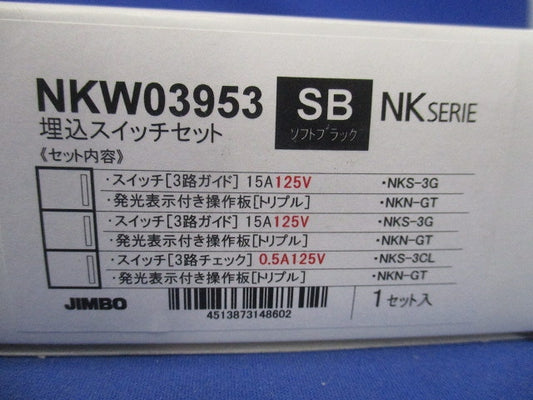 NKW03953 SB NK SERIE
埋込スイッチセット ソフトブラック
《セット内容》
・スイッチ[3路ガイド] 15A125V ・NKS-3G
・発光表示付き操作板[トリプル] ・NKN-GT
・スイッチ[3路ガイド] 15A125V ・NKS-3G
・発光表示付き操作板[トリプル] ・NKN-GT
・スイッチ[3路チェック] 0.5A125V ・NKS-3CL
・発光表示付き操作板[トリプル] ・NKN-GT
JIMBO 1セット入
4513873148602